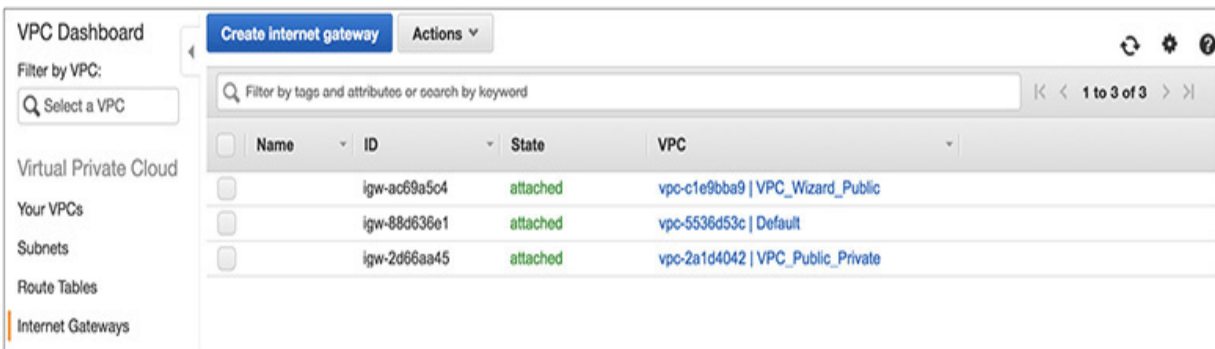 VPC Dashboard
Filter by VPC:
Select a VPC
Virtual Private Cloud
Your VPCs
Subnets
Route Tables
Internet Gateways
Create internet gateway Actions
Filter by tags and attributes or search by keyword 1 to 3 of 3
Name ID State VPC
igw-ac69a5c4 attached vpc-c1e9bba9 | VPC_Wizard_Public
igw-88d636e1 attached vpc-5536d53c | Default
igw-2d66aa45 attached vpc-2a1d4042 | VPC_Public_Private